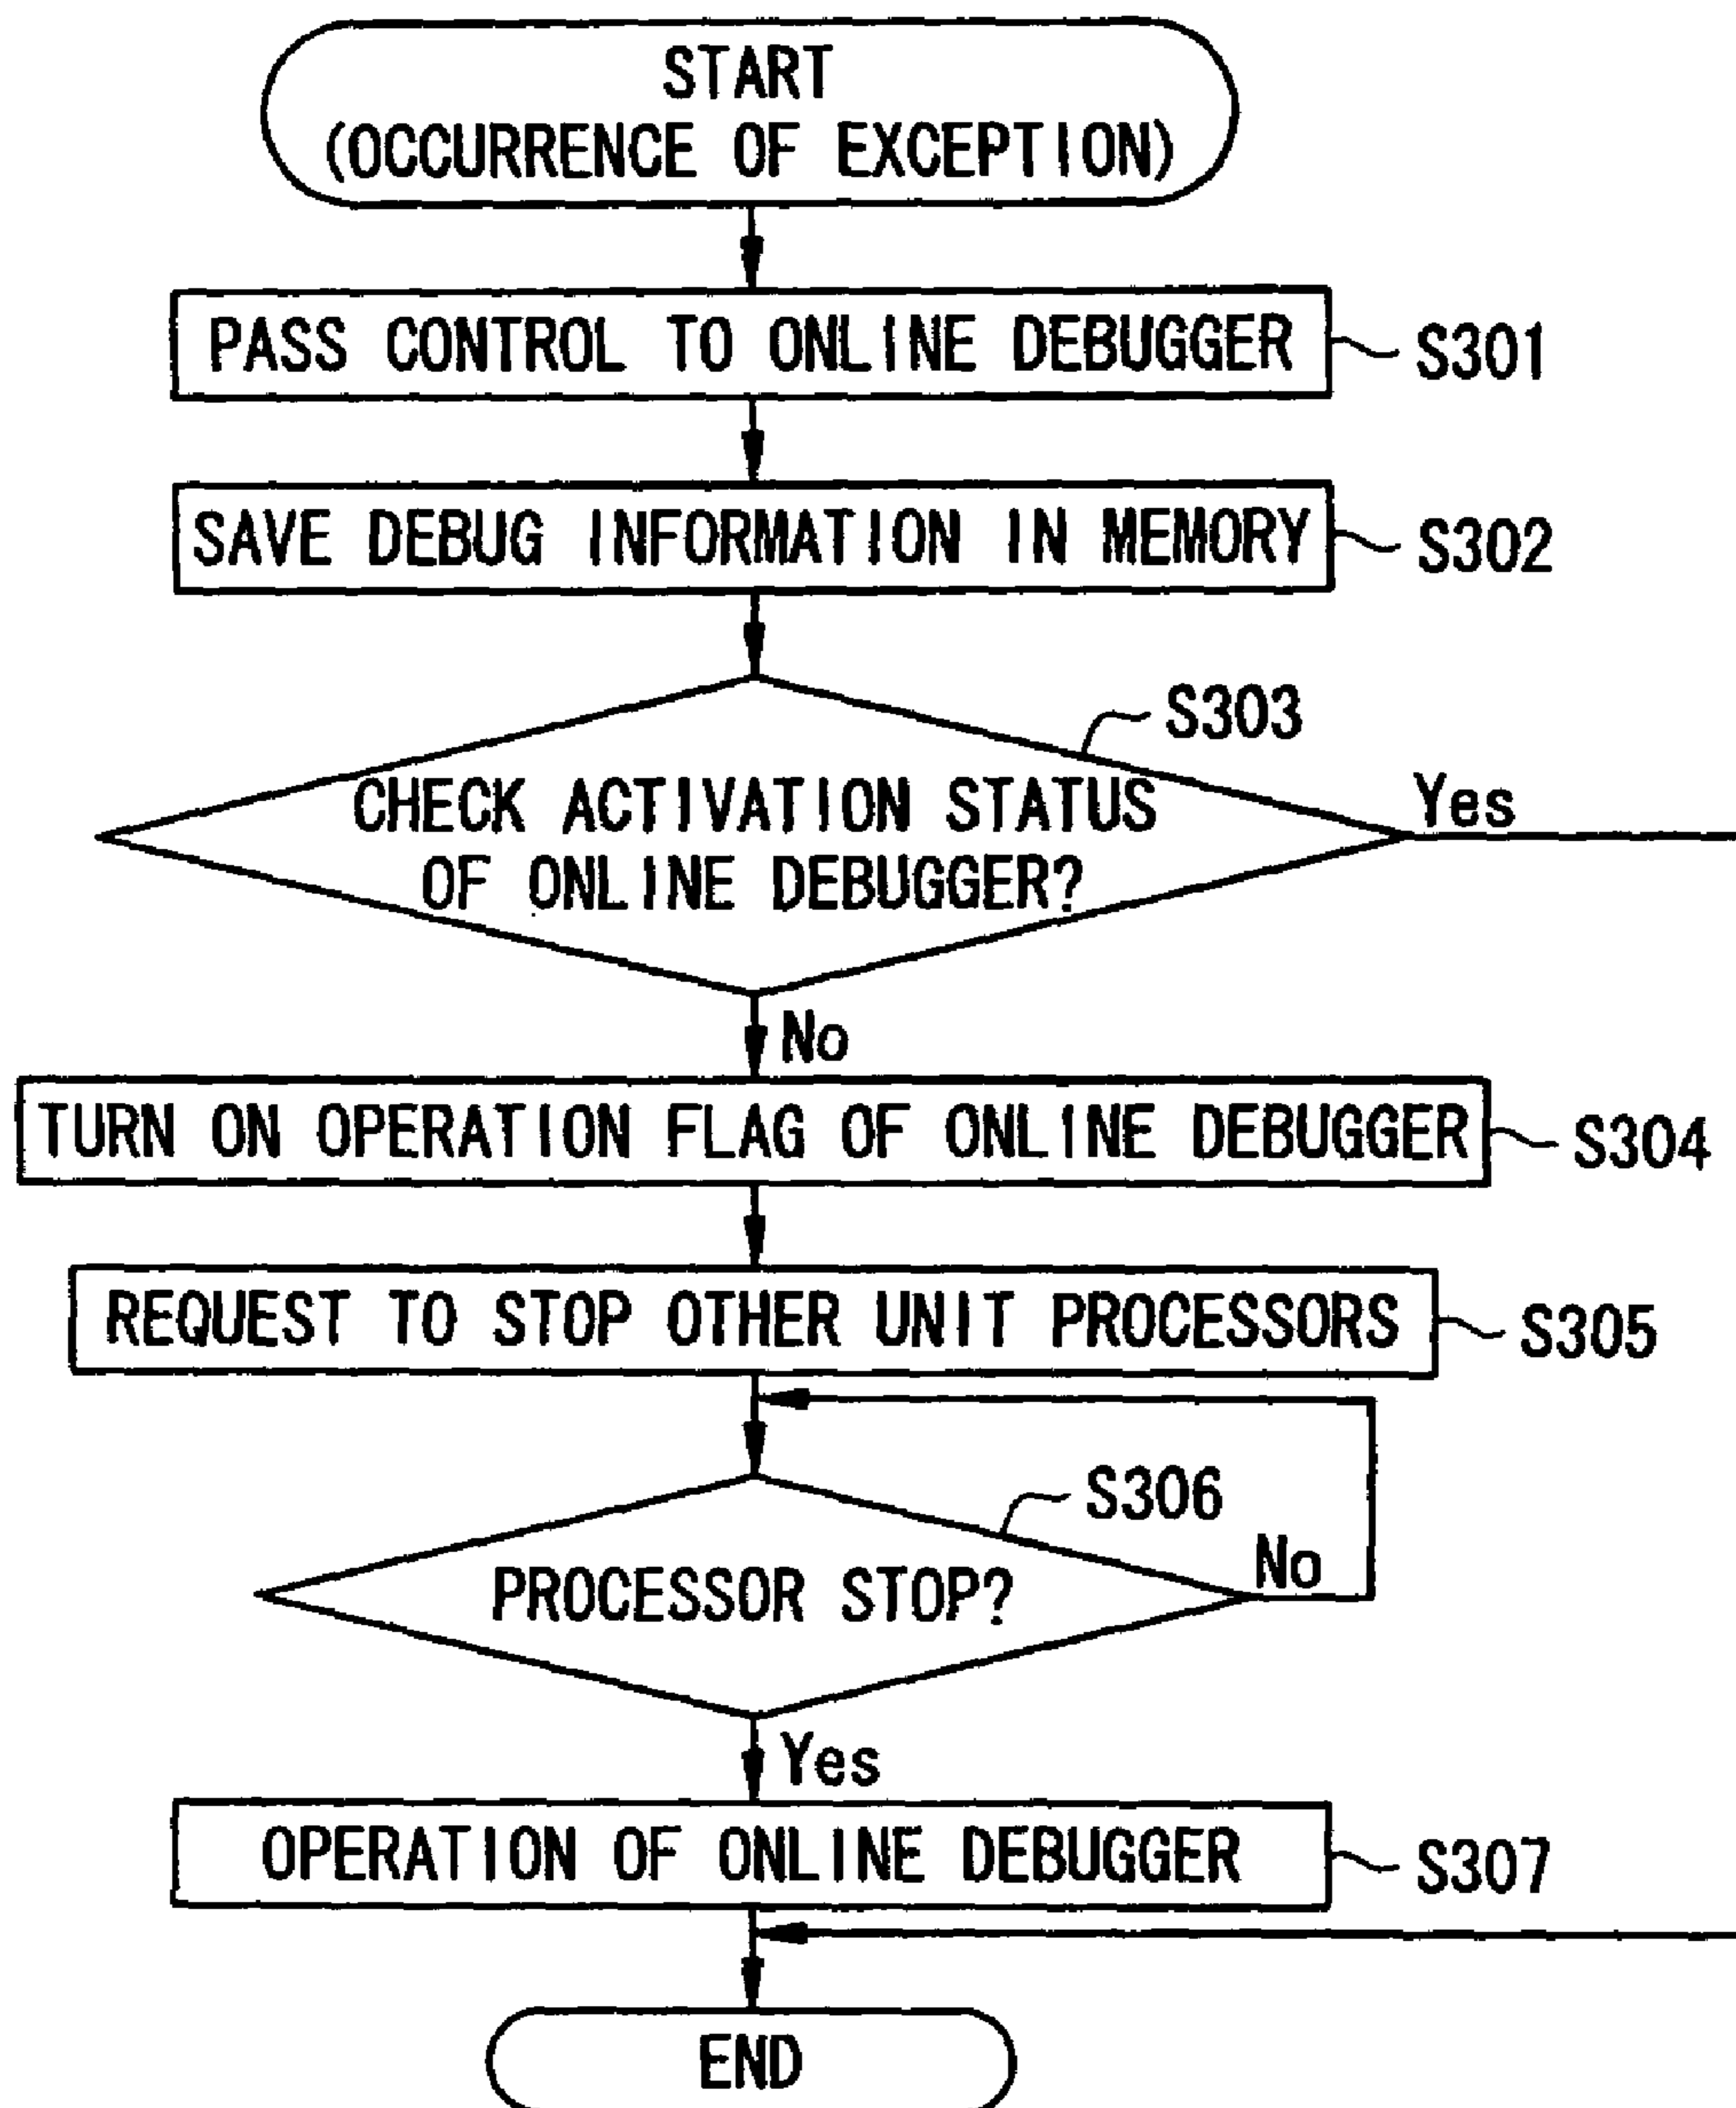 START
(OCCURRENCE OF EXCEPTION)
PASS CONTROL TO ONLINE DEBUGGER
S301
SAVE DEBUG INFORMATION IN MEMORY
S302
S303
CHECK ACTIVATION STATUS
OF ONLINE DEBUGGER?
Yes
No
TURN ON OPERATION FLAG OF ONLINE DEBUGGER
S304
REQUEST TO STOP OTHER UNIT PROCESSORS
S305
S306
PROCESSOR STOP?
No
Yes
OPERATION OF ONLINE DEBUGGER
S307
END